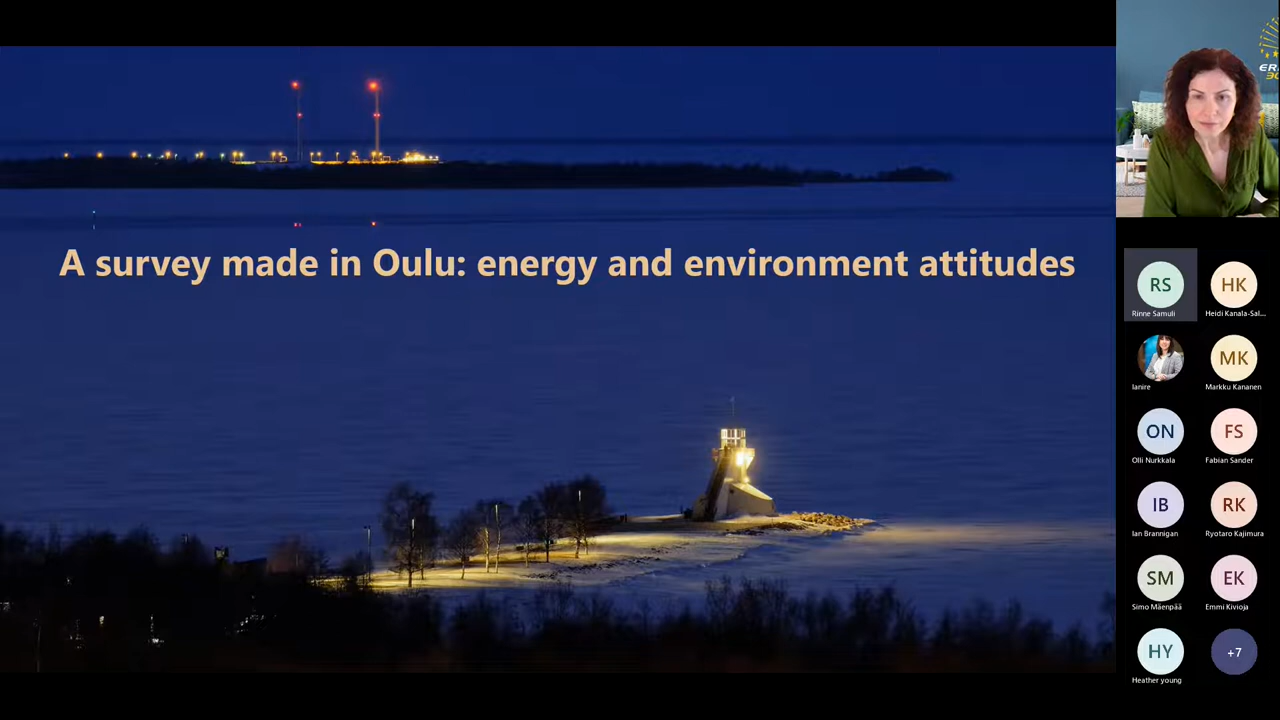 A survey made in Oulu: energy and environment attitudes
RS
Rinne Samuli
HK
Heidi Kanala-Sal...
Ianire
MK
Markku Kananen
ON
Olli Nurkkala
FS
Fabian Sander
IB
Ian Brannigan
RK
Ryotaro Kajimura
SM
Simo Mäenpää
EK
Emmi Kivioja
HY
Heather young
+7